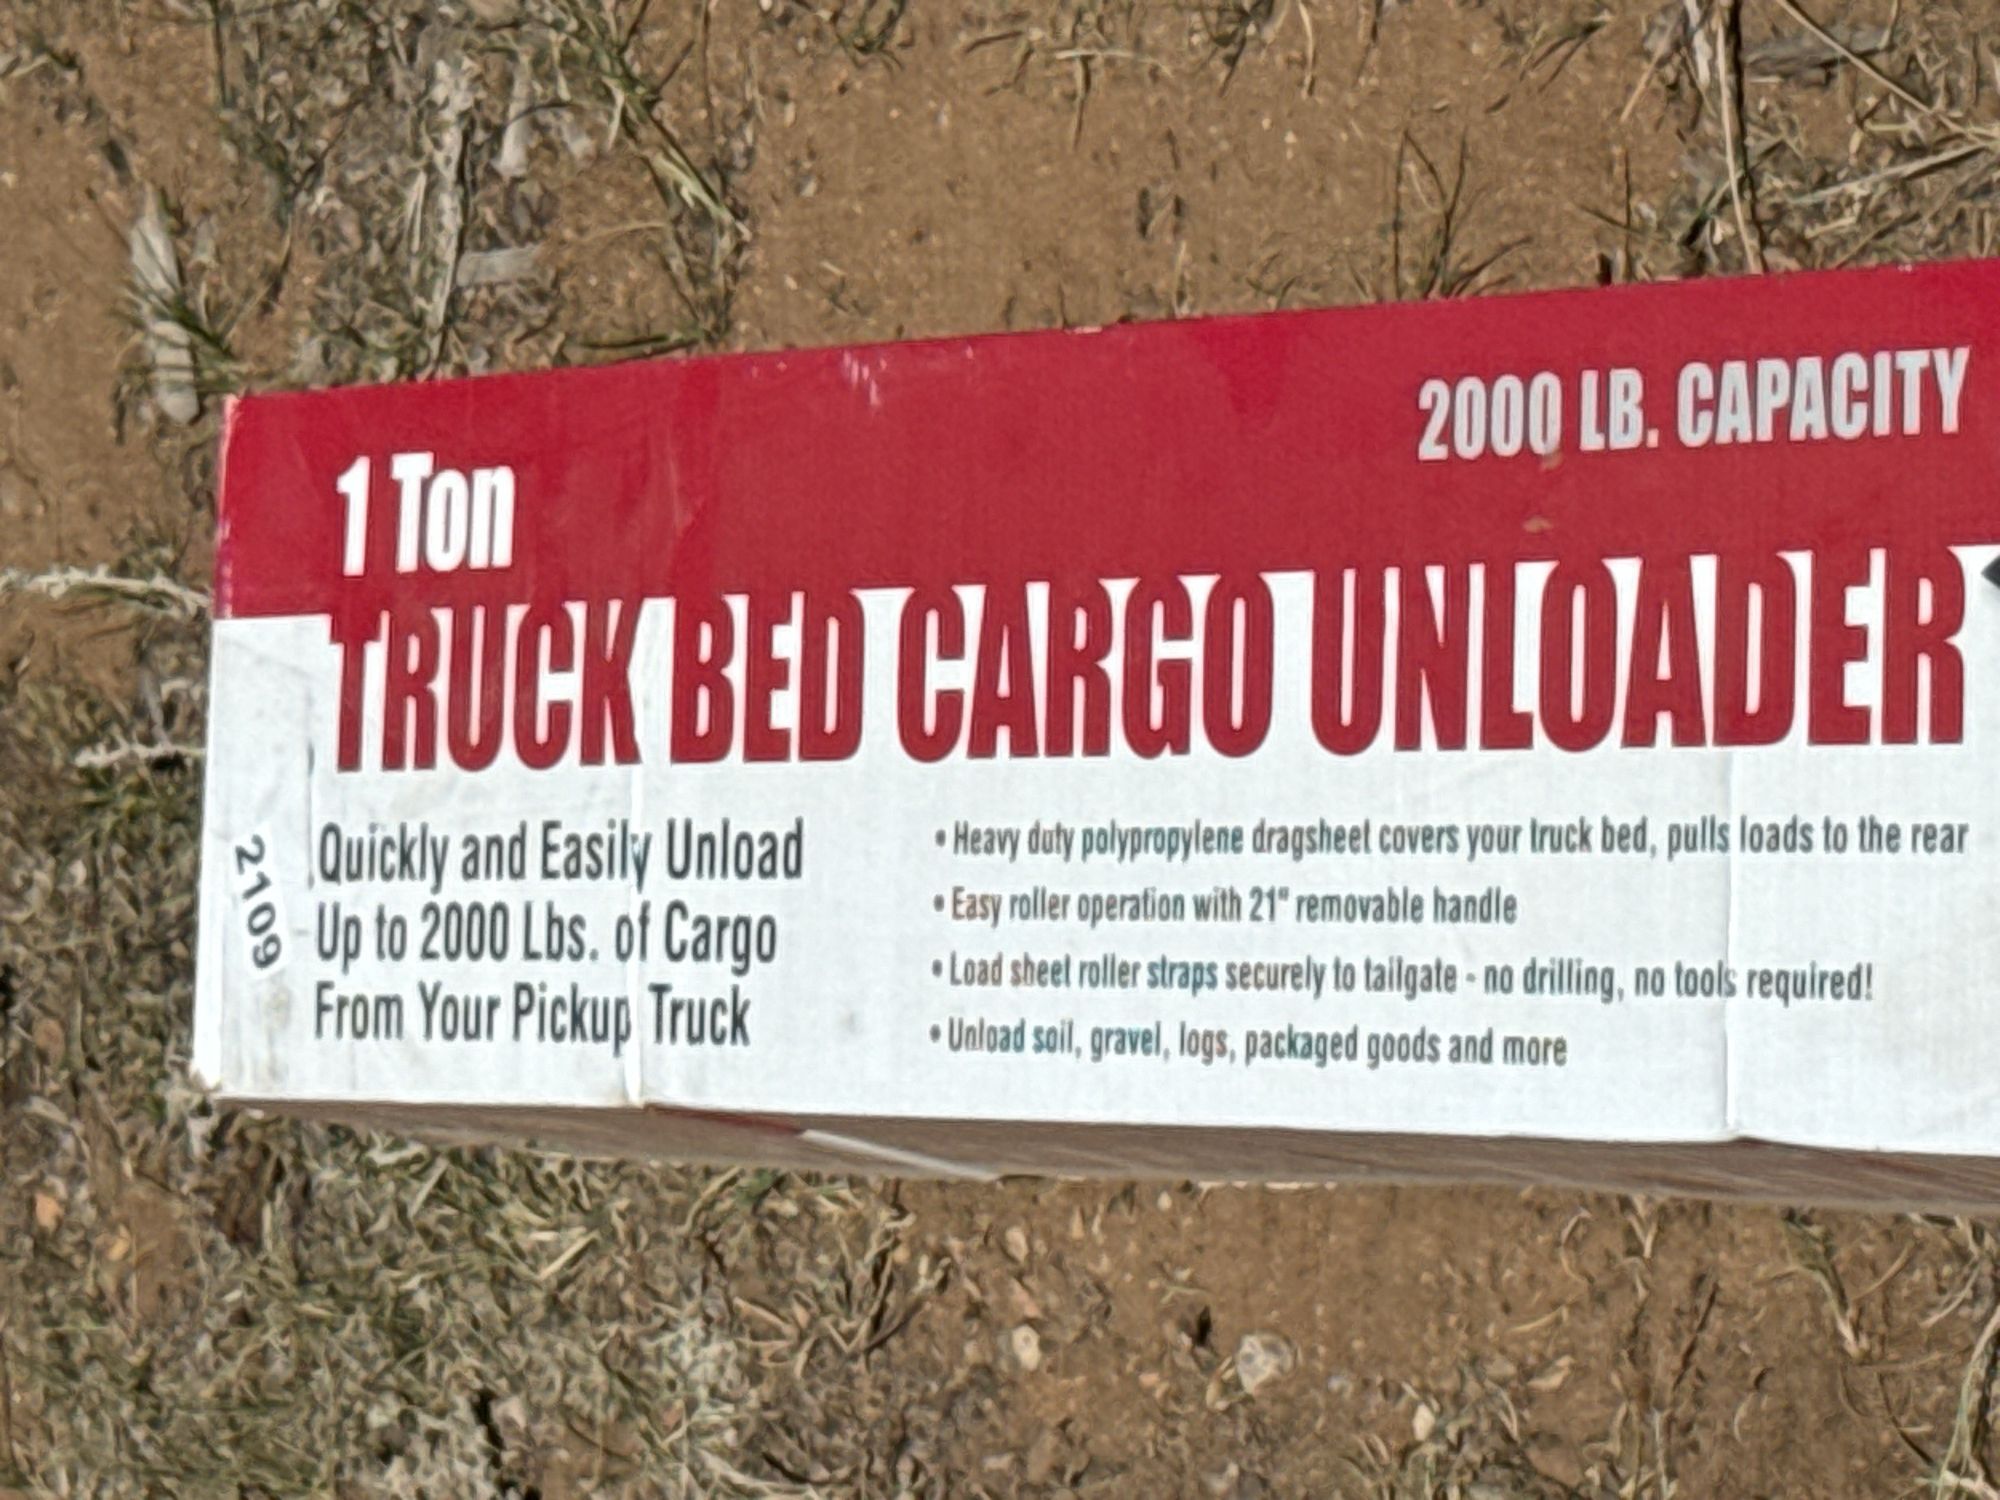 2000 LB. CAPACITY
1 Ton
TRUCK BED CARGO UNLOADER
Quickly and Easily Unload
Up to 2000 Lbs. of Cargo
From Your Pickup Truck
• Heavy duty polypropylene dragsheet covers your truck bed, pulls loads to the rear
• Easy roller operation with 21" removable handle
• Load sheet roller straps securely to tailgate - no drilling, no tools required!
• Unload soil, gravel, logs, packaged goods and more
2109